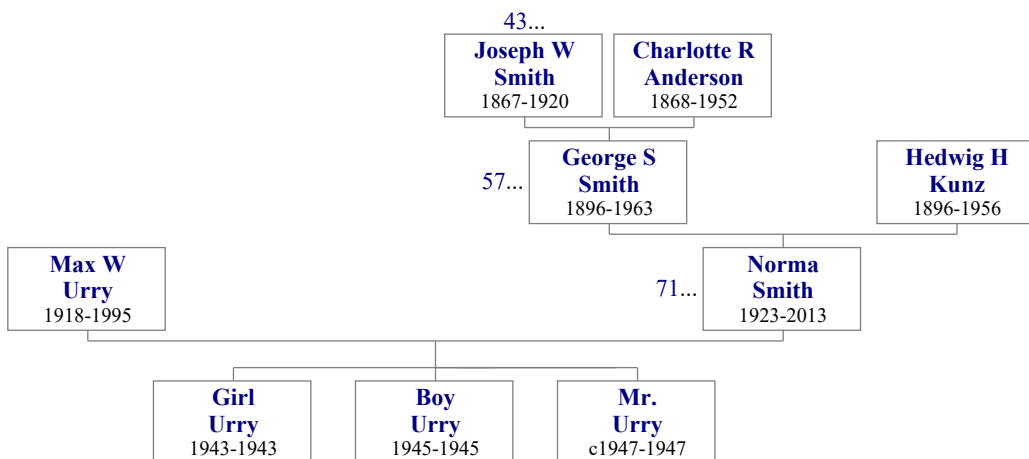 43...
Joseph W
Smith
1867-1920
Charlotte R
Anderson
1868-1952
57...
George S
Smith
1896-1963
Hedwig H
Kunz
1896-1956
Max W
Urry
1918-1995
71...
Norma
Smith
1923-2013
Girl
Urry
1943-1943
Boy
Urry
1945-1945
Mr.
Urry
c1947-1947